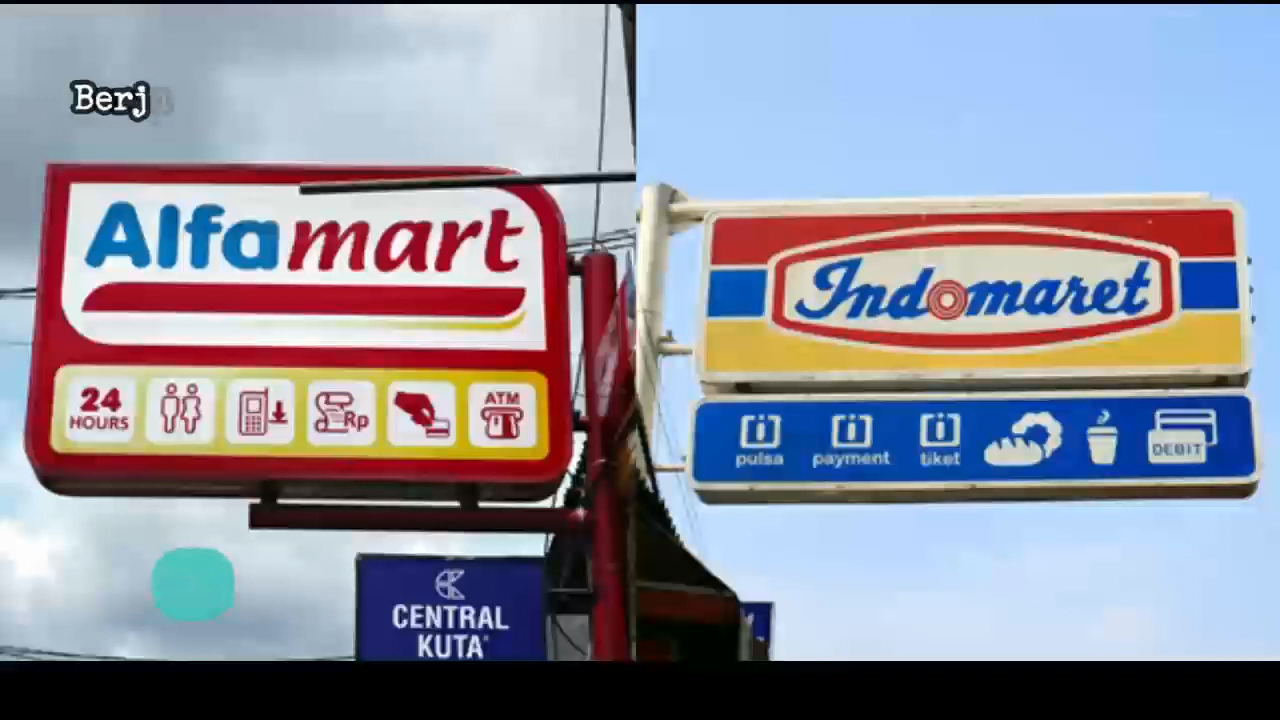 Berj
Alfamart
24
HOURS
Rp
ATM
CENTRAL
KUTA
Indomaret
pulsa
payment
tiket
DEBIT